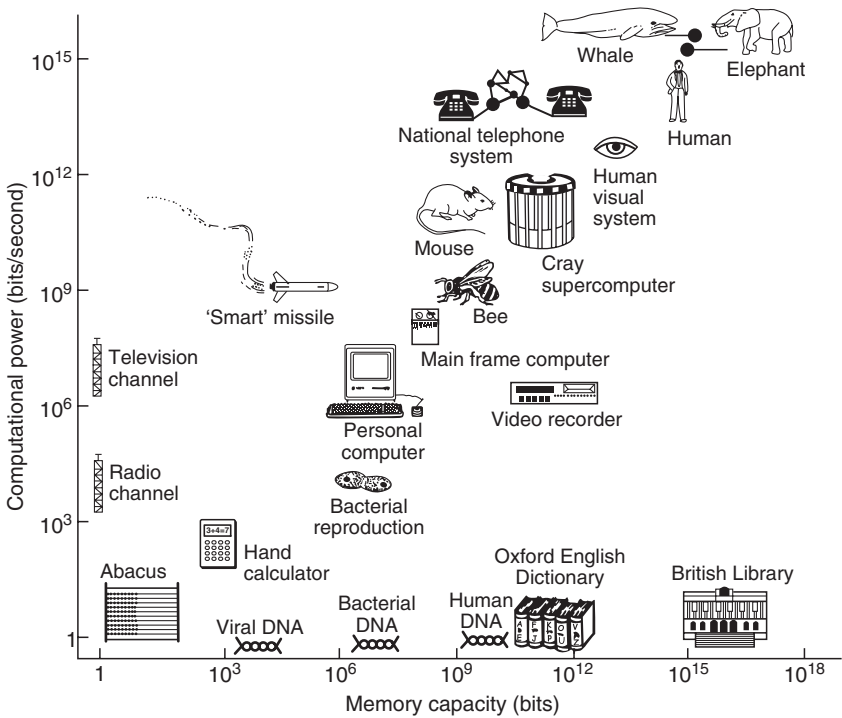 10^15
Whale
Elephant
Human
National telephone
system
10^12
Human
visual
system
Mouse
Cray
supercomputer
10^9
'Smart' missile
Bee
Television
channel
Main frame computer
10^6
Video recorder
Personal
computer
Radio
channel
Bacterial
reproduction
10^3
3+4=7
Hand
calculator
Abacus
Oxford English
Dictionary
British Library
Viral DNA
Bacterial
DNA
Human
DNA
1
1
10^3
10^6
10^9
10^12
10^15
10^18
Memory capacity (bits)
Computational power (bits/second)